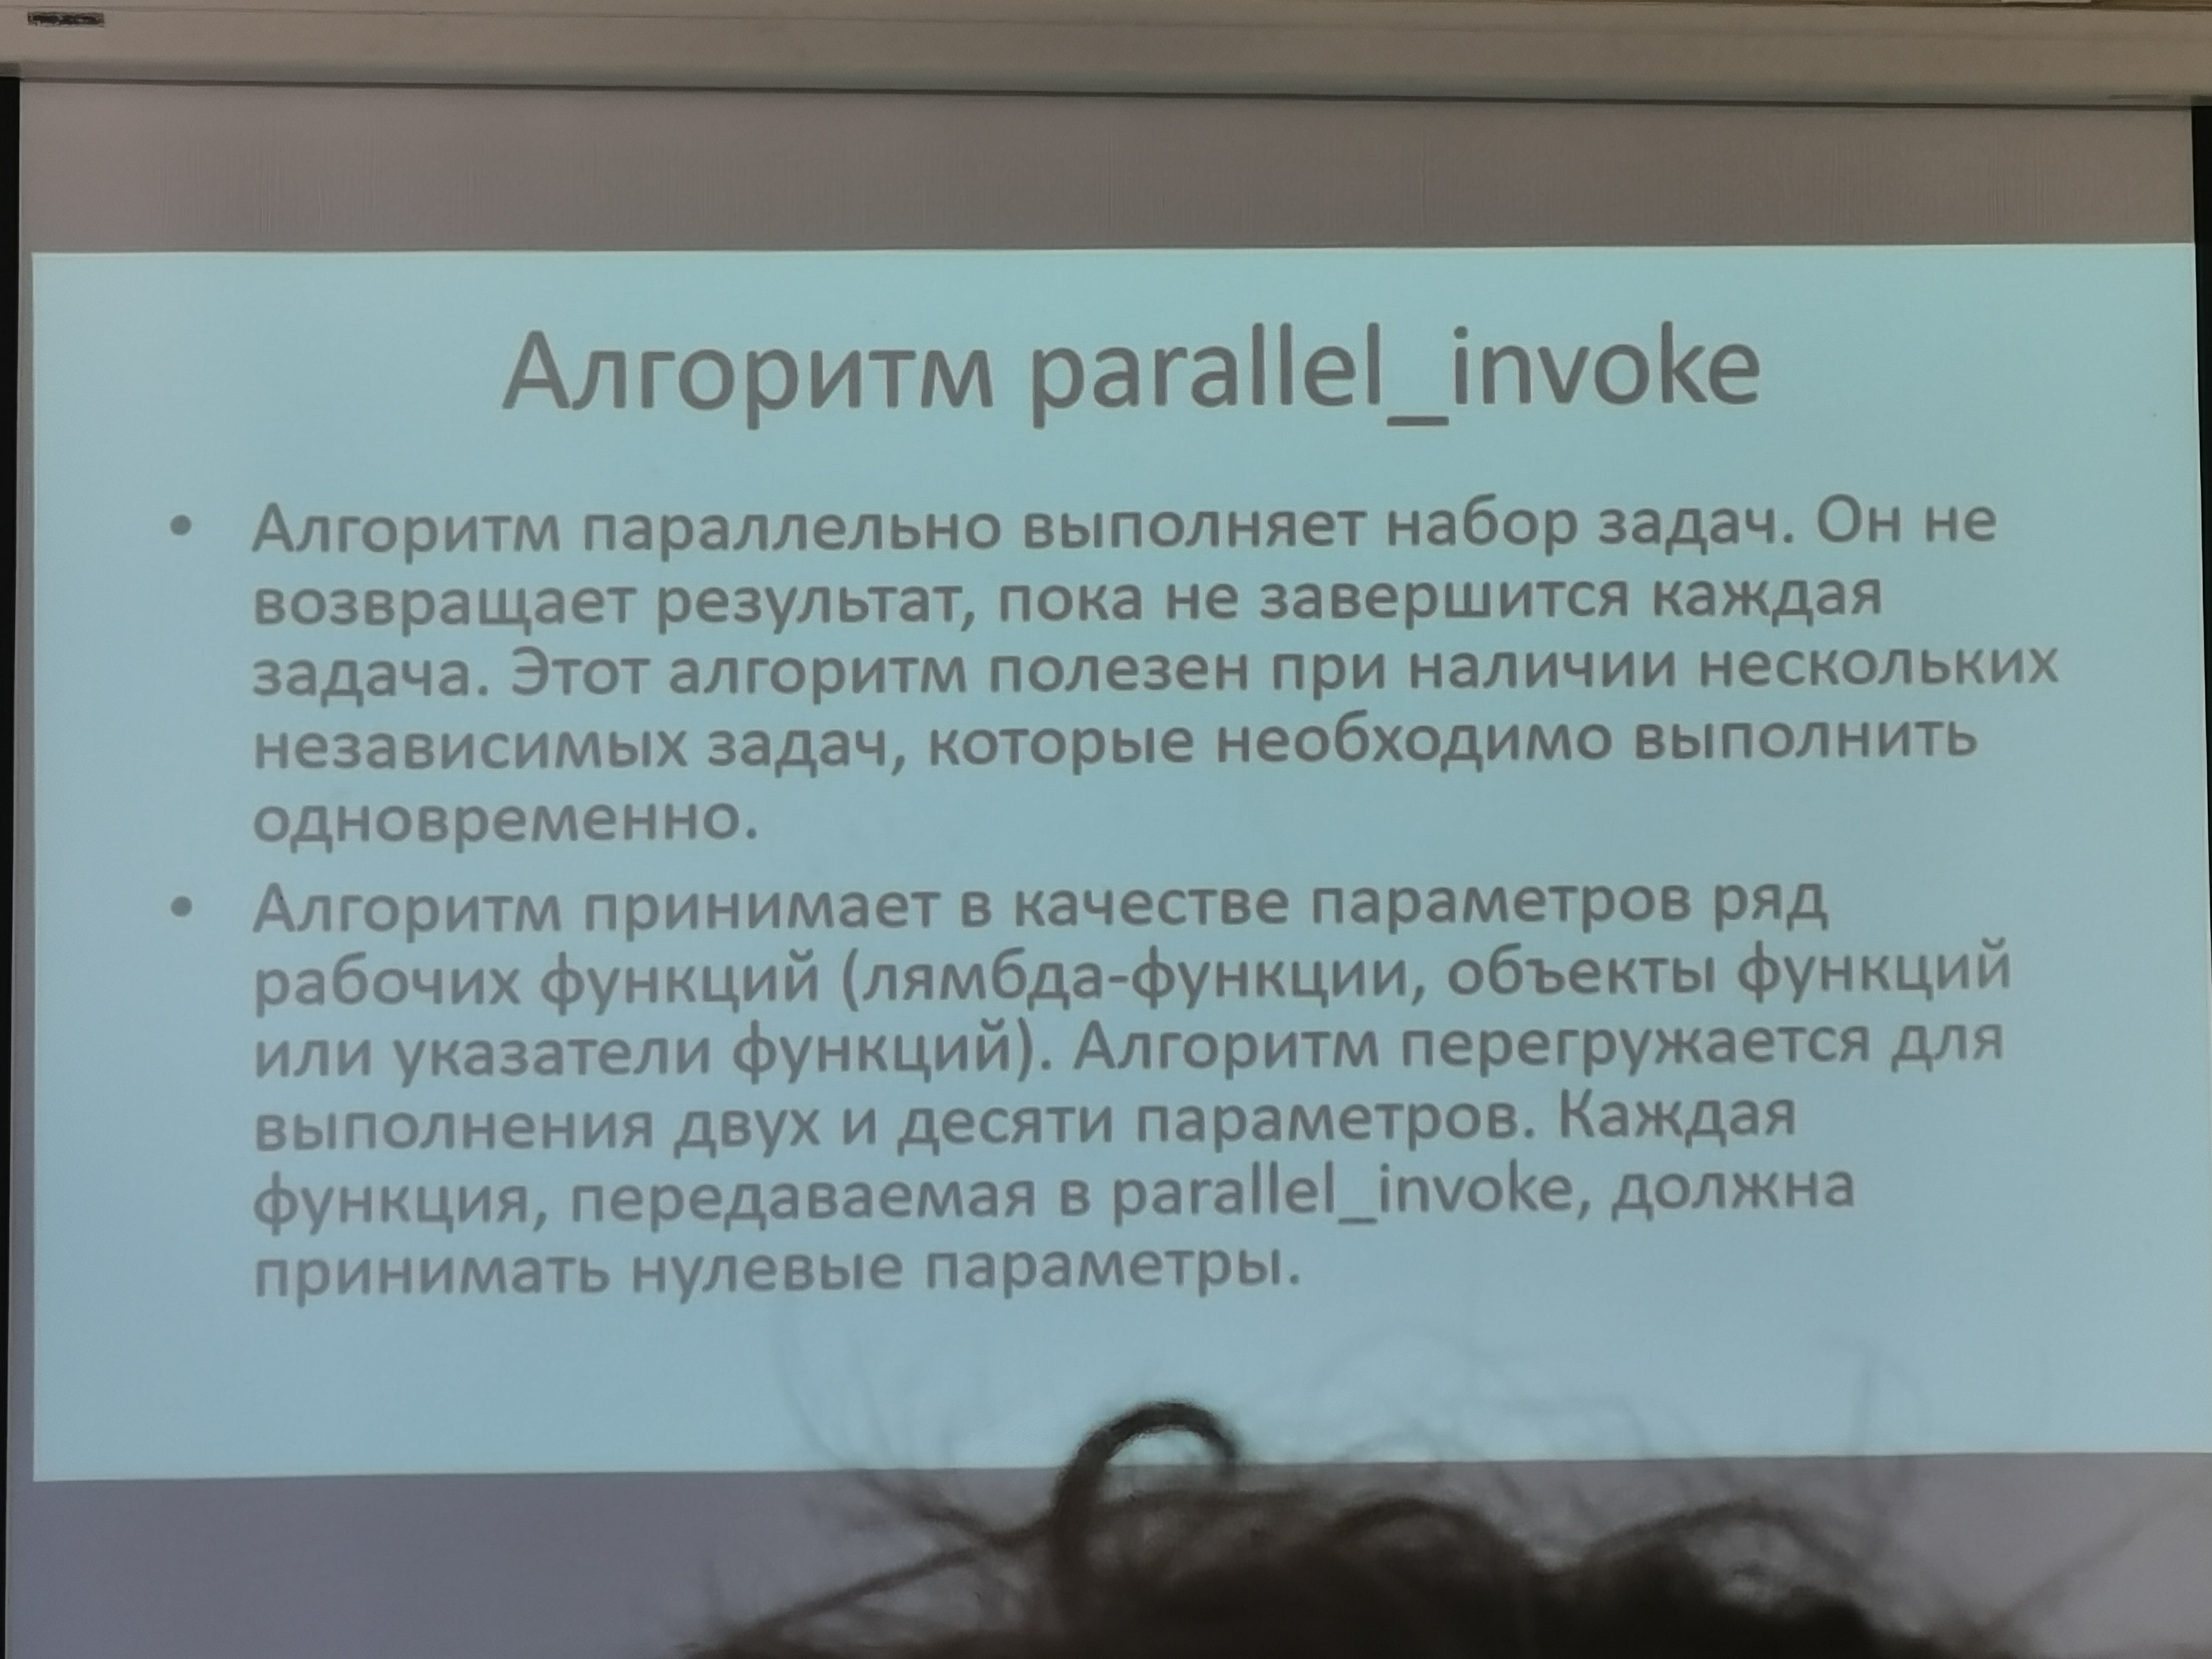 Алгоритм parallel_invoke
• Алгоритм параллельно выполняет набор задач. Он не
возвращает результат, пока не завершится каждая
задача. Этот алгоритм полезен при наличии нескольких
независимых задач, которые необходимо выполнить
одновременно.
• Алгоритм принимает в качестве параметров ряд
рабочих функций (лямбда-функции, объекты функций
или указатели функций). Алгоритм перегружается для
выполнения двух и десяти параметров. Каждая
функция, передаваемая в parallel_invoke, должна
принимать нулевые параметры.